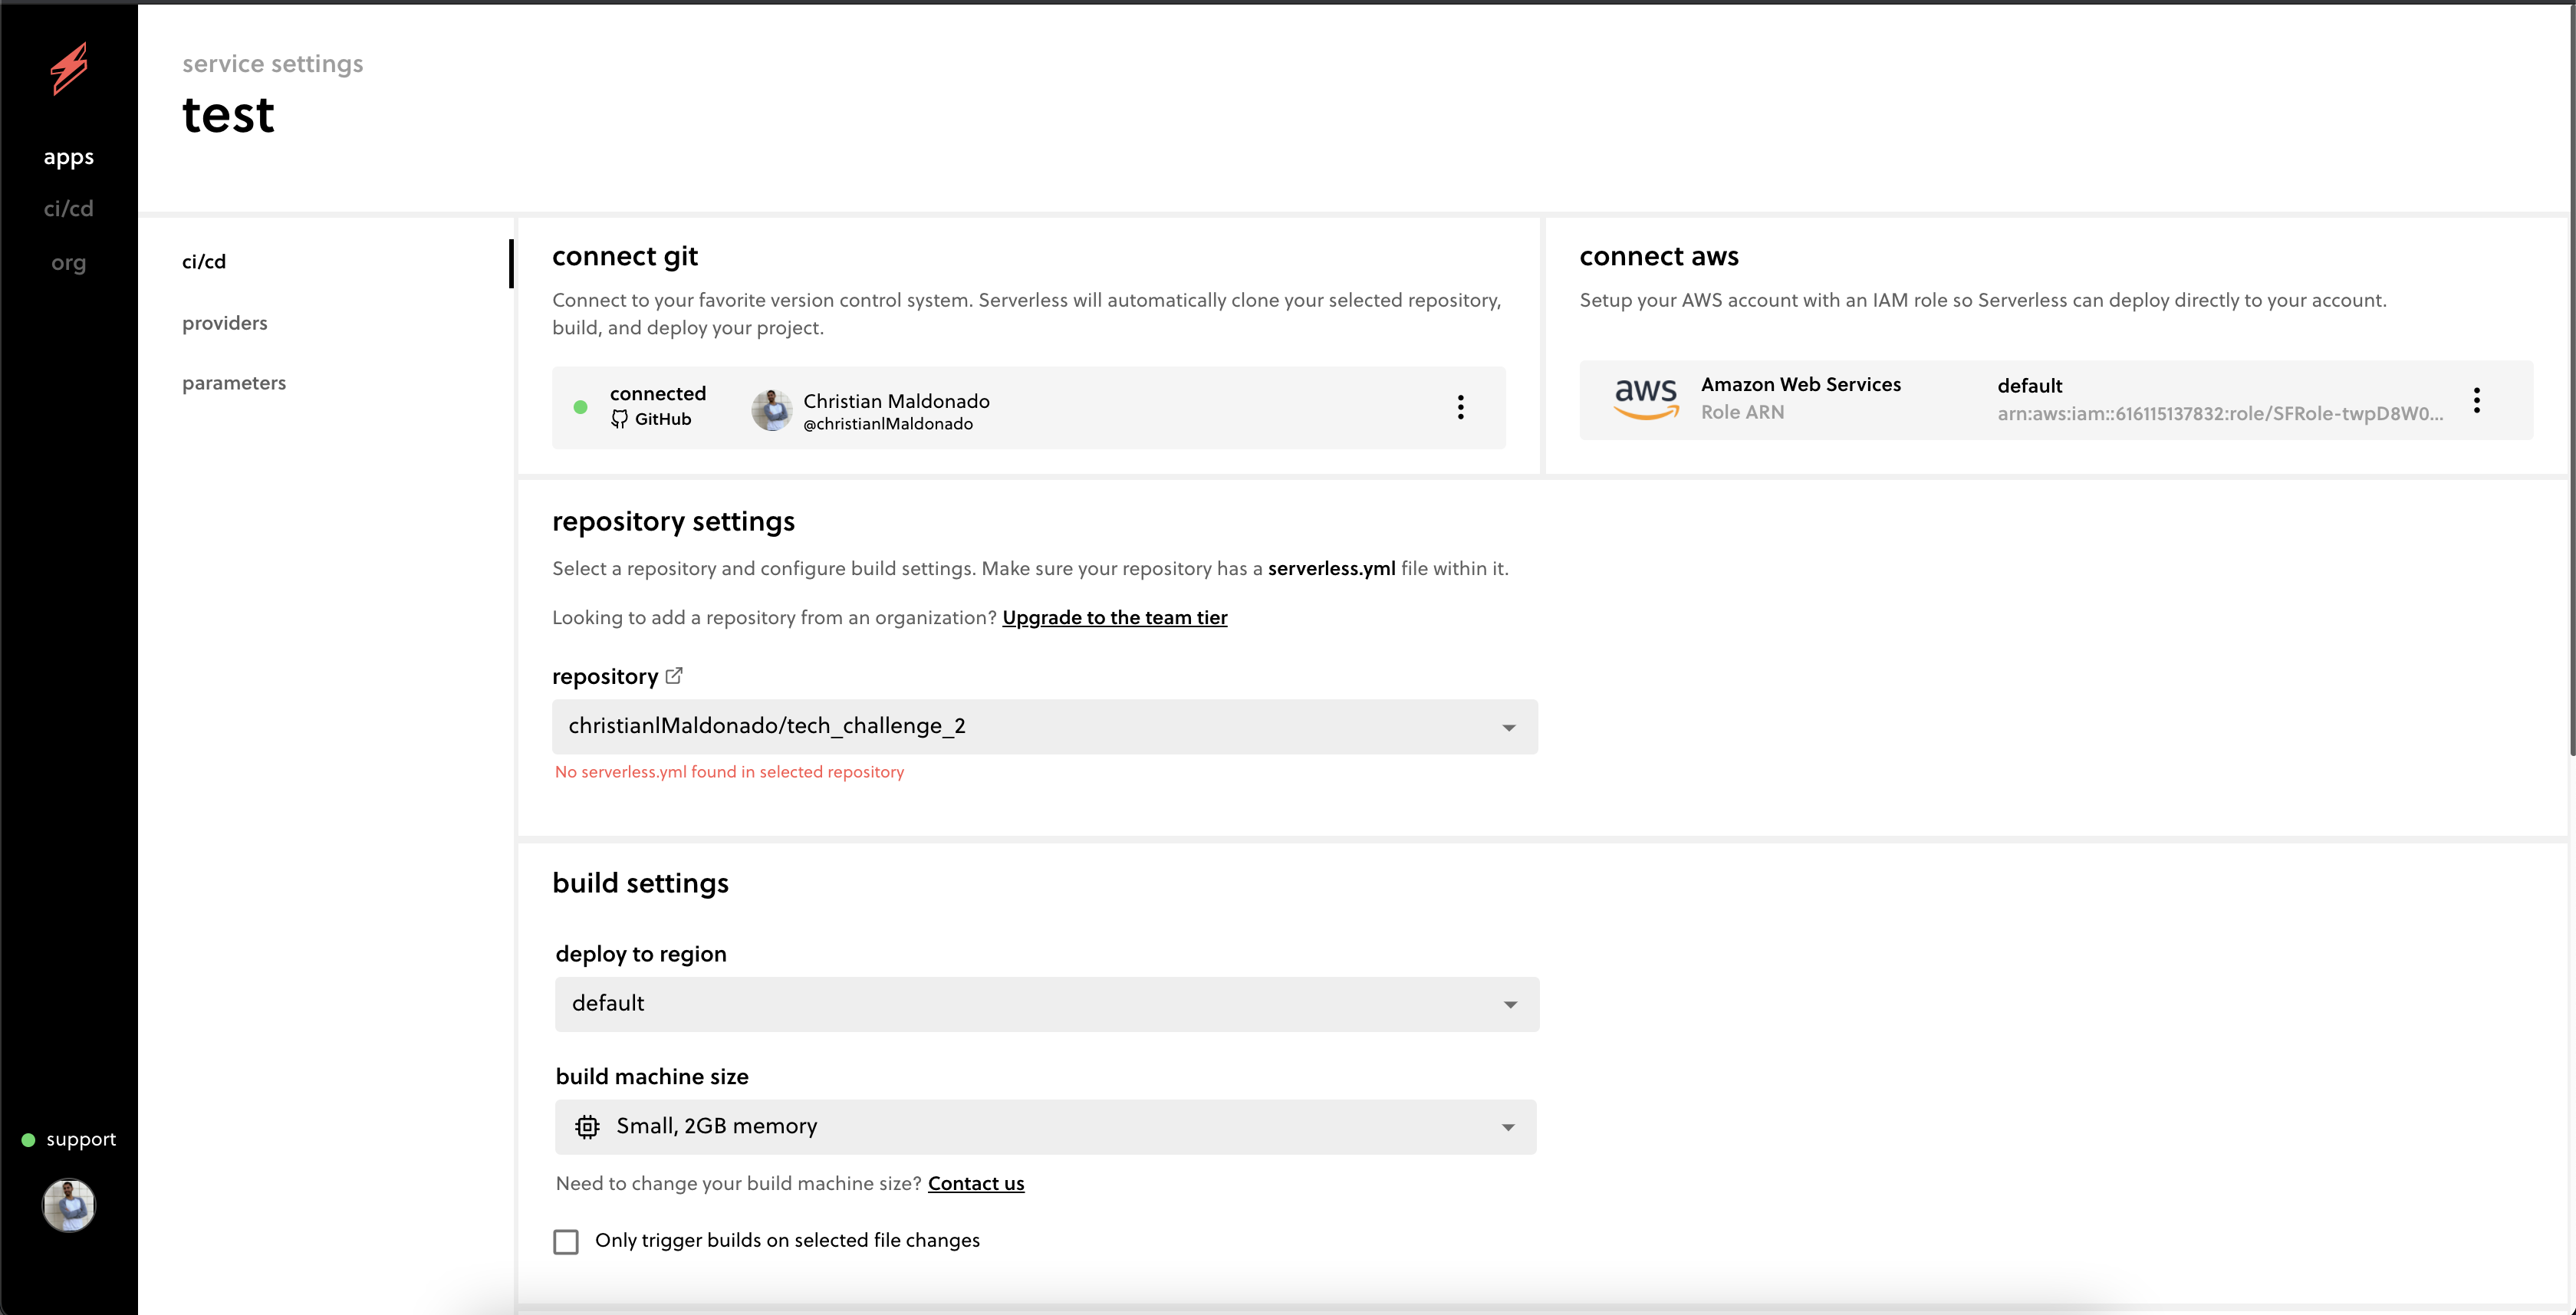 service settings
test
apps
ci/cd
org
ci/cd
providers
parameters
connect git
Connect to your favorite version control system. Serverless will automatically clone your selected repository,
build, and deploy your project.
connected
GitHub
Christian Maldonado
@christianlMaldonado
connect aws
Setup your AWS account with an IAM role so Serverless can deploy directly to your account.
aws
Amazon Web Services
Role ARN
default
arn:aws:iam::616115137832:role/SFRole-twpD8W0...
repository settings
Select a repository and configure build settings. Make sure your repository has a serverless.yml file within it.
Looking to add a repository from an organization? Upgrade to the team tier
repository
christianlMaldonado/tech_challenge_2
No serverless.yml found in selected repository
build settings
deploy to region
default
build machine size
Small, 2GB memory
Need to change your build machine size? Contact us
Only trigger builds on selected file changes
support